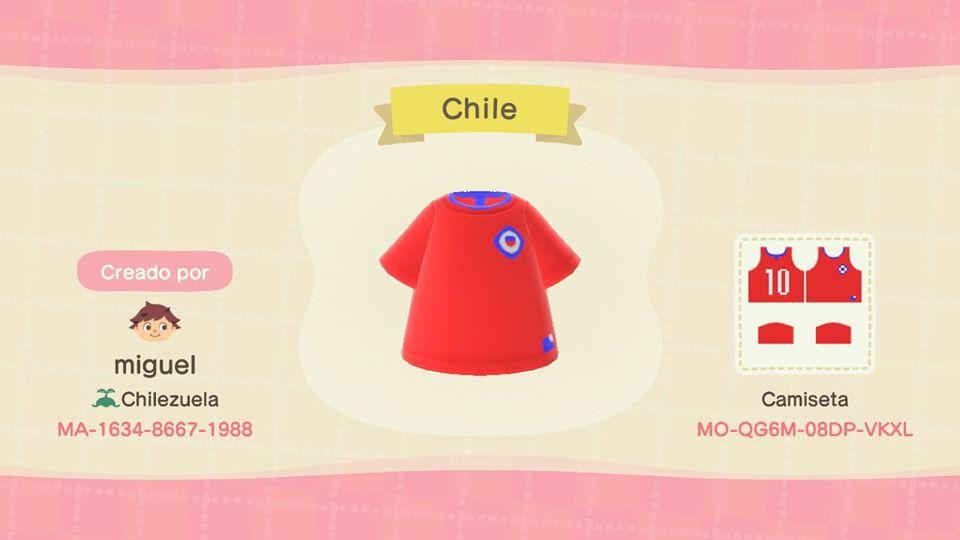 Chile
Creado por
miguel
Chilezuela
MA-1634-8667-1988
10
Camiseta
MO-QG6M-08DP-VKXL